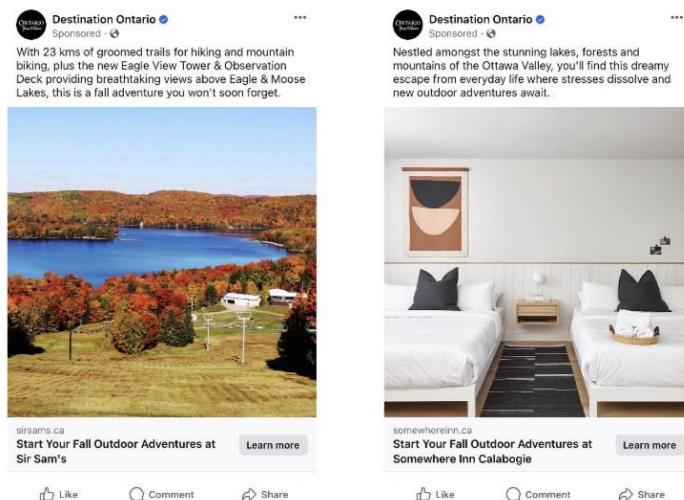 Destination Ontario
Sponsored ·
With 23 kms of groomed trails for hiking and mountain
biking, plus the new Eagle View Tower & Observation
Deck providing breathtaking views above Eagle & Moose
Lakes, this is a fall adventure you won't soon forget.
sirsams.ca
Start Your Fall Outdoor Adventures at
Sir Sam's
Learn more
Like
Comment
Share
Destination Ontario
Sponsored ·
Nestled amongst the stunning lakes, forests and
mountains of the Ottawa Valley, you'll find this dreamy
escape from everyday life where stresses dissolve and
new outdoor adventures await.
somewhereinn.ca
Start Your Fall Outdoor Adventures at
Somewhere Inn Calabogie
Learn more
Like
Comment
Share